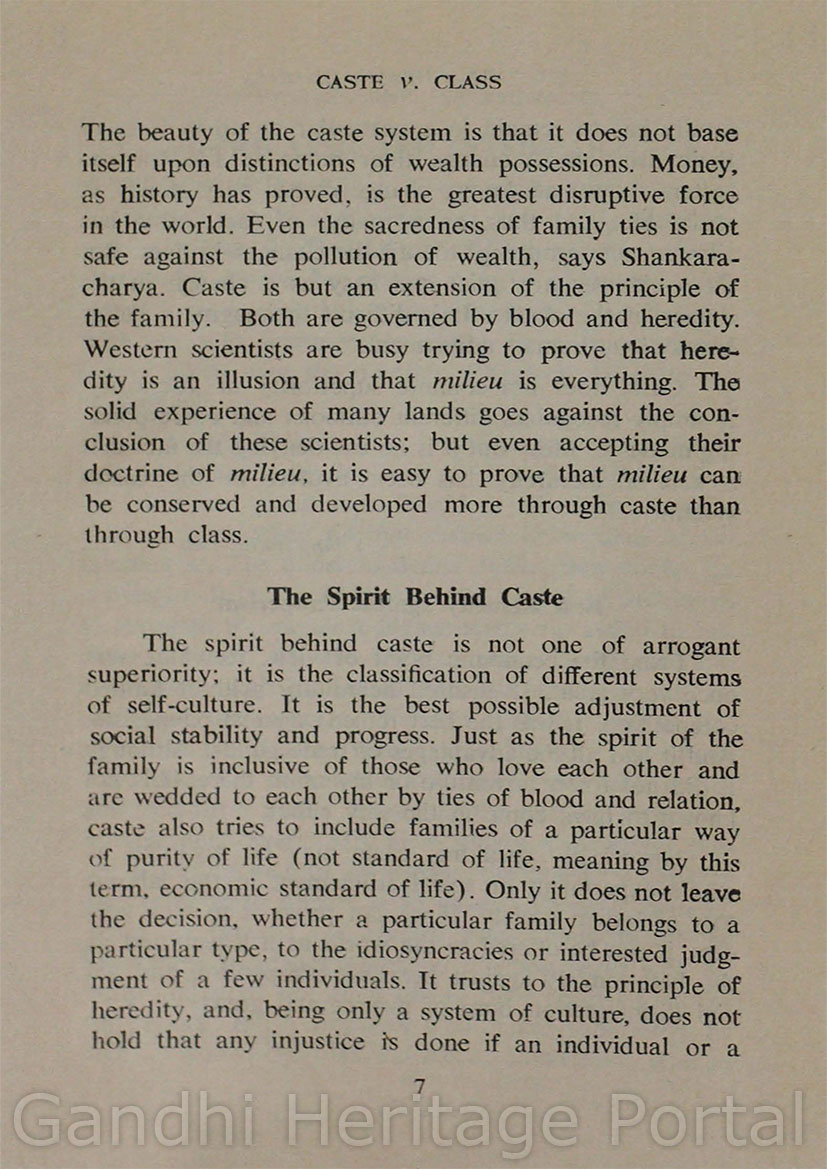 CASTE v. CLASS
The beauty of the caste system is that it does not base
itself upon distinctions of wealth possessions. Money,
as history has proved, is the greatest disruptive force
in the world. Even the sacredness of family ties is not
safe against the pollution of wealth, says Shankara-
charya. Caste is but an extension of the principle of
the family. Both are governed by blood and heredity.
Western scientists are busy trying to prove that here-
dity is an illusion and that milieu is everything. The
solid experience of many lands goes against the con-
clusion of these scientists; but even accepting their
doctrine of milieu, it is easy to prove that milieu can
be conserved and developed more through caste than
through class.
The Spirit Behind Caste
The spirit behind caste is not one of arrogant
superiority; it is the classification of different systems
of self-culture. It is the best possible adjustment of
social stability and progress. Just as the spirit of the
family is inclusive of those who love each other and
are wedded to each other by ties of blood and relation,
caste also tries to include families of a particular way
of purity of life (not standard of life, meaning by this
term, economic standard of life). Only it does not leave
the decision, whether a particular family belongs to a
particular type, to the idiosyncracies or interested judg-
ment of a few individuals. It trusts to the principle of
heredity, and, being only a system of culture, does not
hold that any injustice is done if an individual or a
7
Gandhi Heritage Portal